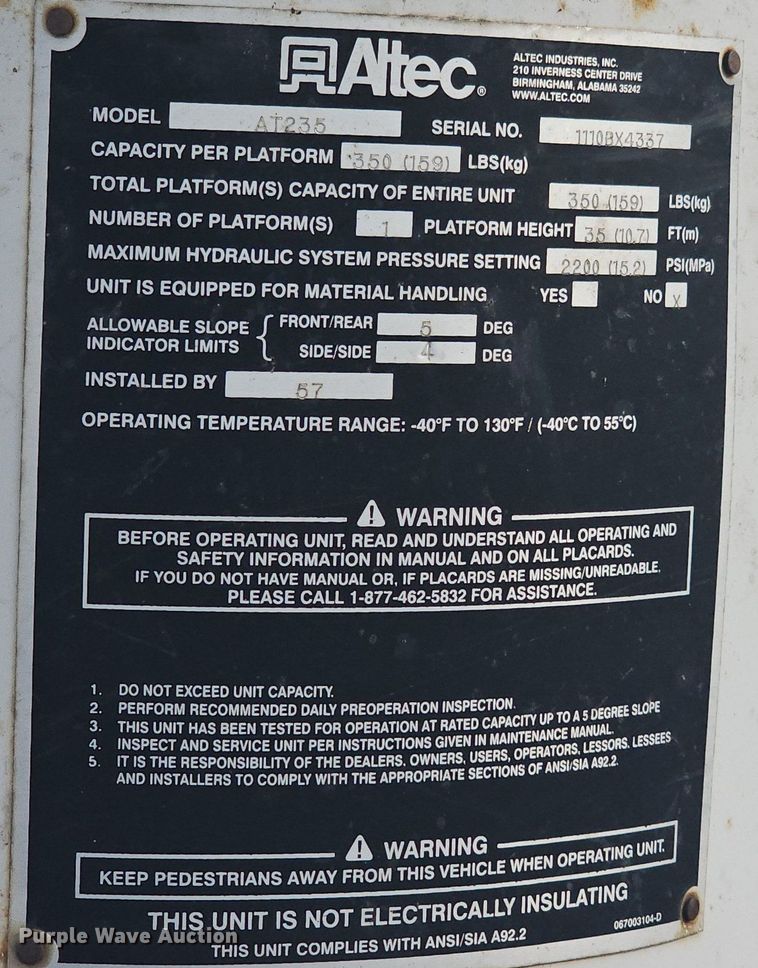 Altec®
ALTEC INDUSTRIES, INC.
210 INVERNESS CENTER DRIVE
BIRMINGHAM, ALABAMA 35242
WWW.ALTEC.COM
MODEL AT235 SERIAL NO. 1110BX4337
CAPACITY PER PLATFORM 350 (159) LBS(kg)
TOTAL PLATFORM(S) CAPACITY OF ENTIRE UNIT 350 (159) LBS(kg)
NUMBER OF PLATFORM(S) 1 PLATFORM HEIGHT 35 (10.7) FT(m)
MAXIMUM HYDRAULIC SYSTEM PRESSURE SETTING 2200 (15.2) PSI(MPa)
UNIT IS EQUIPPED FOR MATERIAL HANDLING YES NO X
ALLOWABLE SLOPE INDICATOR LIMITS { FRONT/REAR 5 DEG
SIDE/SIDE 4 DEG
INSTALLED BY 57
OPERATING TEMPERATURE RANGE: -40°F TO 130°F / (-40°C TO 55°C)
⚠ WARNING
BEFORE OPERATING UNIT, READ AND UNDERSTAND ALL OPERATING AND
SAFETY INFORMATION IN MANUAL AND ON ALL PLACARDS.
IF YOU DO NOT HAVE MANUAL OR, IF PLACARDS ARE MISSING/UNREADABLE,
PLEASE CALL 1-877-462-5832 FOR ASSISTANCE.
1. DO NOT EXCEED UNIT CAPACITY.
2. PERFORM RECOMMENDED DAILY PREOPERATION INSPECTION.
3. THIS UNIT HAS BEEN TESTED FOR OPERATION AT RATED CAPACITY UP TO A 5 DEGREE SLOPE
4. INSPECT AND SERVICE UNIT PER INSTRUCTIONS GIVEN IN MAINTENANCE MANUAL.
5. IT IS THE RESPONSIBILITY OF THE DEALERS, OWNERS, USERS, OPERATORS, LESSORS, LESSEES
AND INSTALLERS TO COMPLY WITH THE APPROPRIATE SECTIONS OF ANSI/SIA A92.2
⚠ WARNING
KEEP PEDESTRIANS AWAY FROM THIS VEHICLE WHEN OPERATING UNIT.
THIS UNIT IS NOT ELECTRICALLY INSULATING
THIS UNIT COMPLIES WITH ANSI/SIA A92.2
067003104-D
Purple Wave Auction